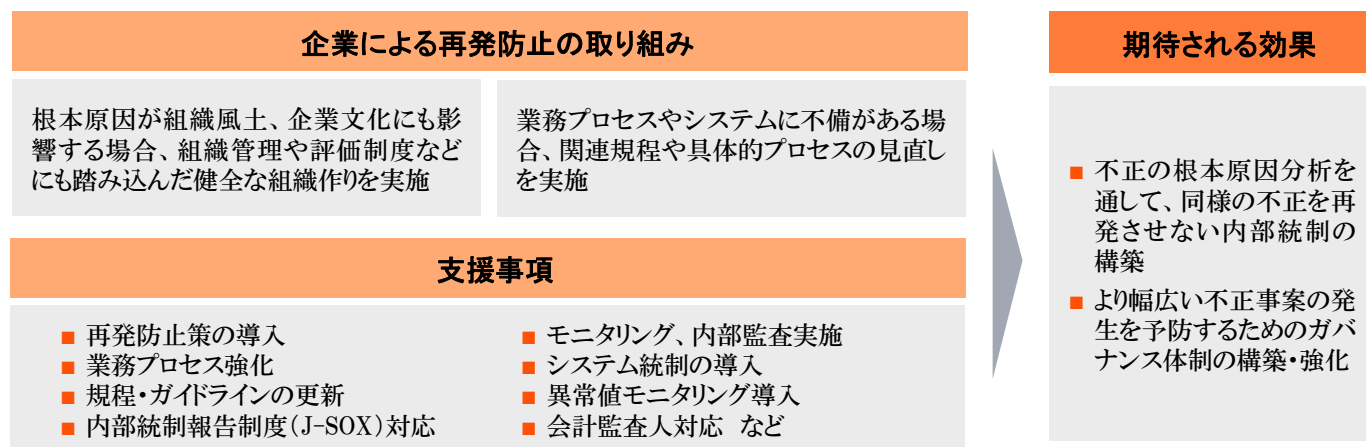 企業による再発防止の取り組み
根本原因が組織風土、企業文化にも影
響する場合、組織管理や評価制度など
にも踏み込んだ健全な組織作りを実施
業務プロセスやシステムに不備がある場
合、関連規程や具体的プロセスの見直し
を実施
支援事項
■ 再発防止策の導入
■ 業務プロセス強化
■ 規程・ガイドラインの更新
■ 内部統制報告制度(J-SOX)対応
■ モニタリング、内部監査実施
■ システム統制の導入
■ 異常値モニタリング導入
■ 会計監査人対応 など
期待される効果
■ 不正の根本原因分析を
通して、同様の不正を再
発させない内部統制の
構築
■ より幅広い不正事案の発
生を予防するためのガバ
ナンス体制の構築・強化